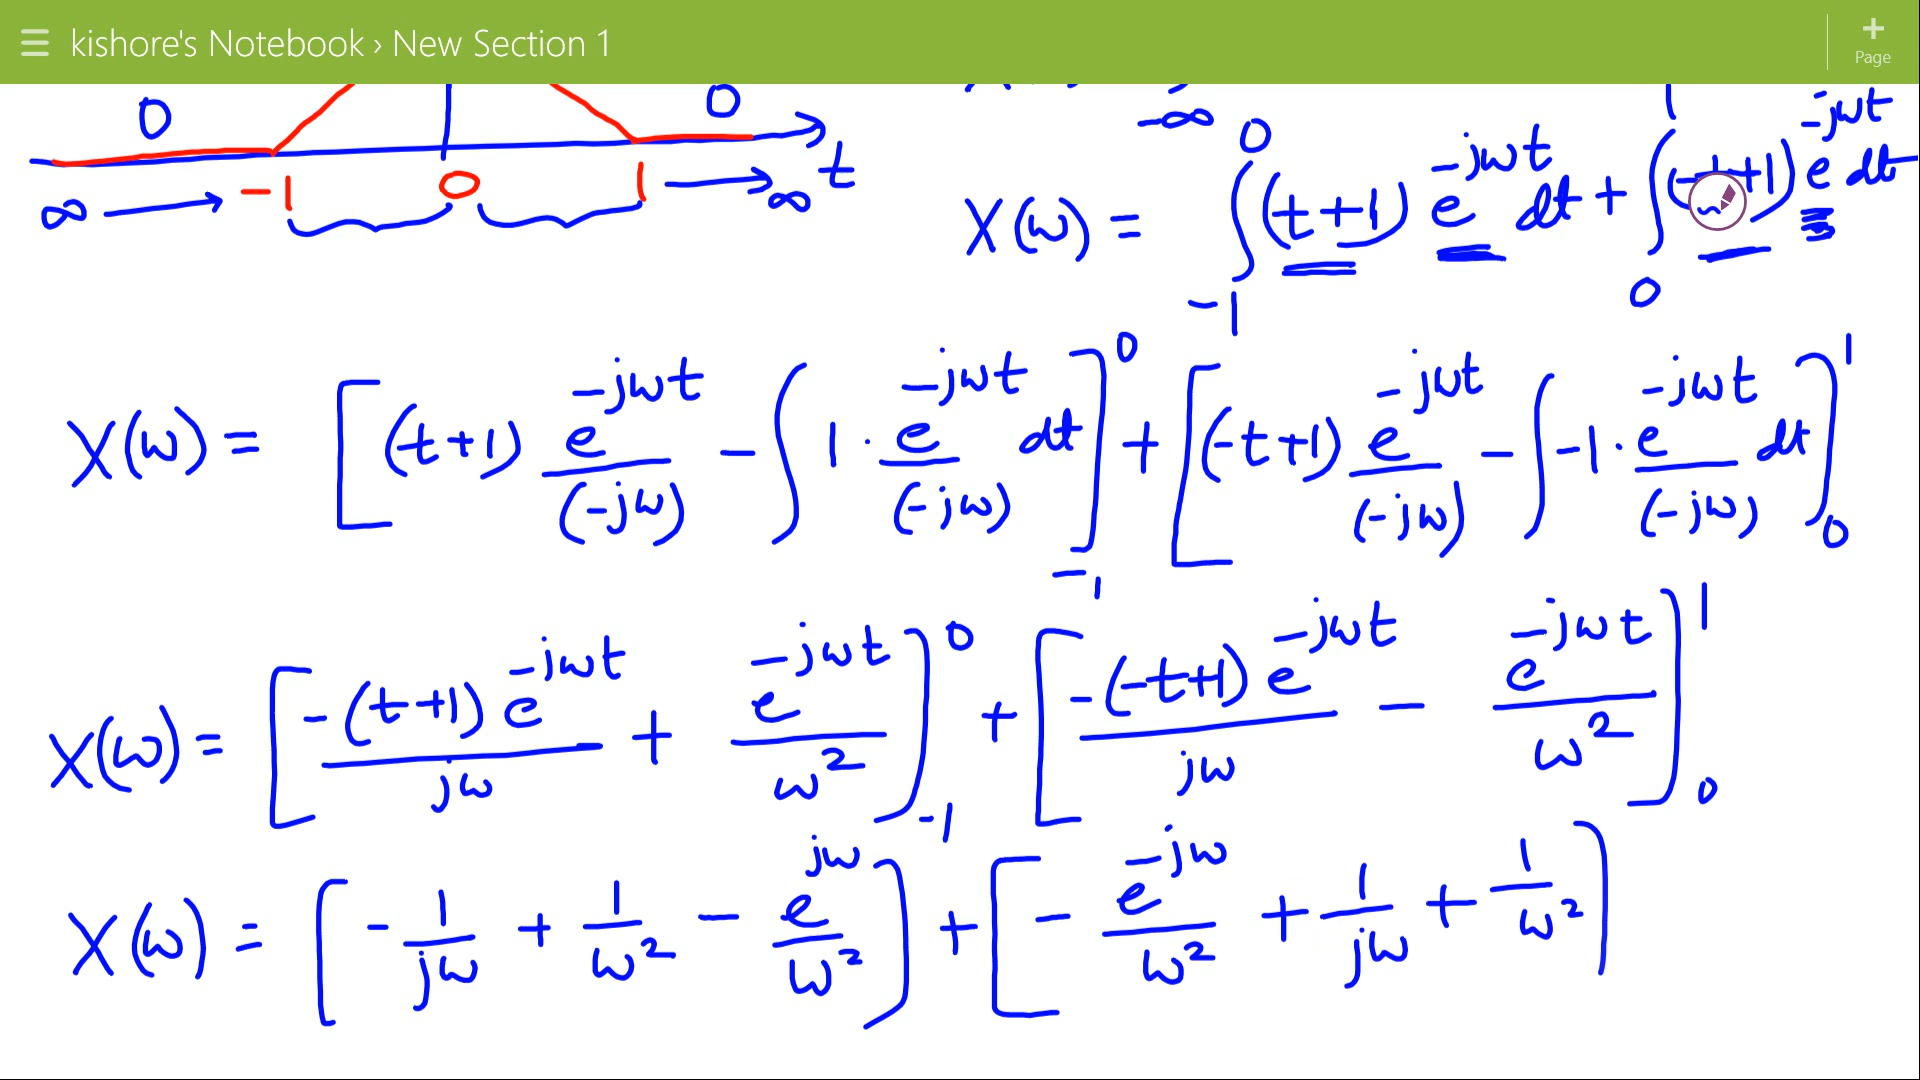 kishore's Notebook › New Section 1
Page
0 0
∞ → -1 0 1 → ∞ t
-∞
X(ω) = ∫_{-1}^{0} (t+1) e^{-jωt} dt + ∫_{0}^{1} (-t+1) e^{-jωt} dt
X(ω) = [ (t+1) e^{-jωt}/(-jω) - ∫ 1 · e^{-jωt}/(-jω) dt ]_{-1}^{0} + [ (-t+1) e^{-jωt}/(-jω) - ∫ -1 · e^{-jωt}/(-jω) dt ]_{0}^{1}
X(ω) = [ -(t+1) e^{-jωt}/jω + e^{-jωt}/ω² ]_{-1}^{0} + [ -(-t+1) e^{-jωt}/jω - e^{-jωt}/ω² ]_{0}^{1}
X(ω) = [ - 1/jω + 1/ω² - e^{jω}/ω² ] + [ - e^{-jω}/ω² + 1/jω + 1/ω² ]